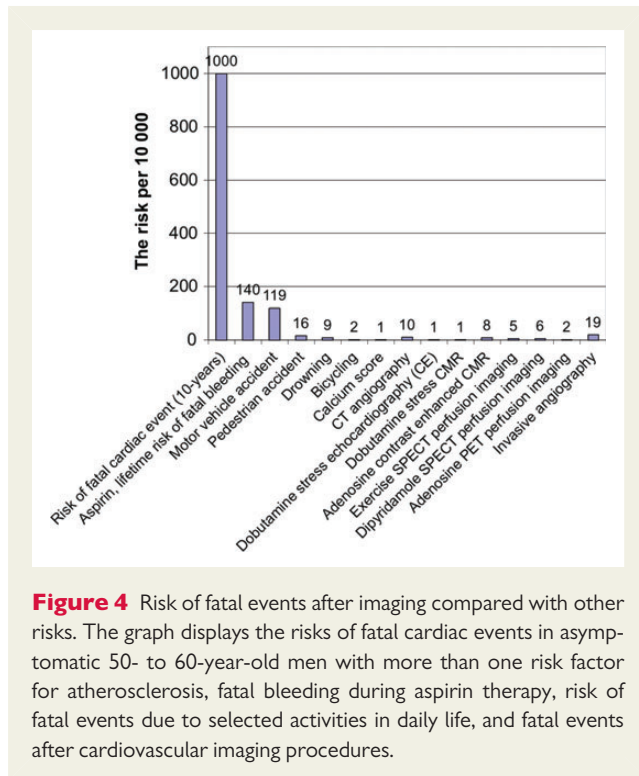 The risk per 10 000
1000
800
600
400
200
0
1000
140
119
16
9
2
1
10
1
1
8
5
6
2
19
Risk of fatal cardiac event (10-years)
Aspirin, lifetime risk of fatal bleeding
Motor vehicle accident
Pedestrian accident
Drowning
Bicycling
Calcium score
CT angiography
Dobutamine stress echocardiography (CE)
Dobutamine stress CMR
Adenosine contrast enhanced CMR
Exercise SPECT perfusion imaging
Dipyridamole SPECT perfusion imaging
Adenosine PET perfusion imaging
Invasive angiography
Figure 4 Risk of fatal events after imaging compared with other
risks. The graph displays the risks of fatal cardiac events in asymp-
tomatic 50- to 60-year-old men with more than one risk factor
for atherosclerosis, fatal bleeding during aspirin therapy, risk of
fatal events due to selected activities in daily life, and fatal events
after cardiovascular imaging procedures.